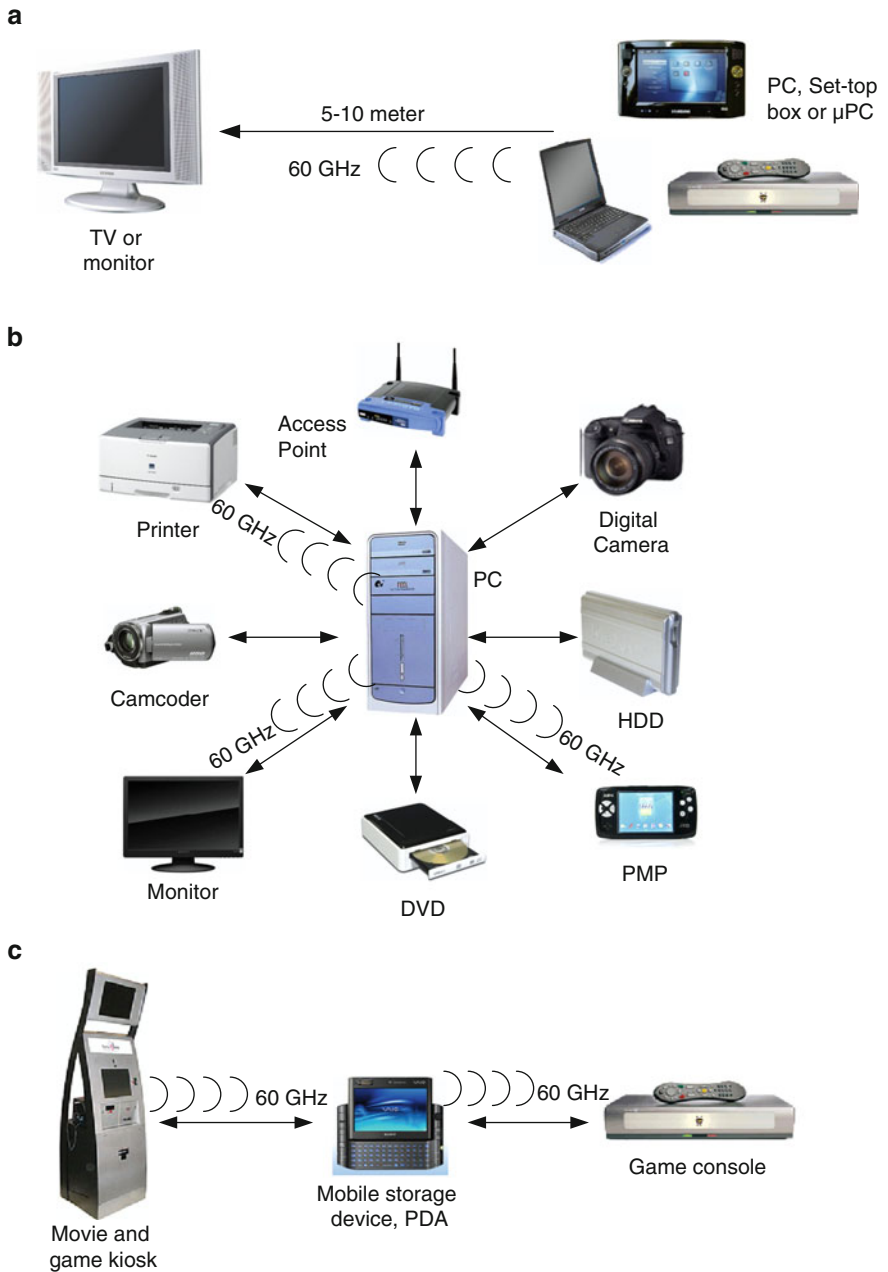 a
5-10 meter
60 GHz
PC, Set-top
box or µPC
TV or
monitor
b
Access
Point
Printer
60 GHz
Digital
Camera
PC
Camcoder
HDD
60 GHz
60 GHz
Monitor
DVD
PMP
c
60 GHz
60 GHz
Mobile storage
device, PDA
Game console
Movie and
game kiosk